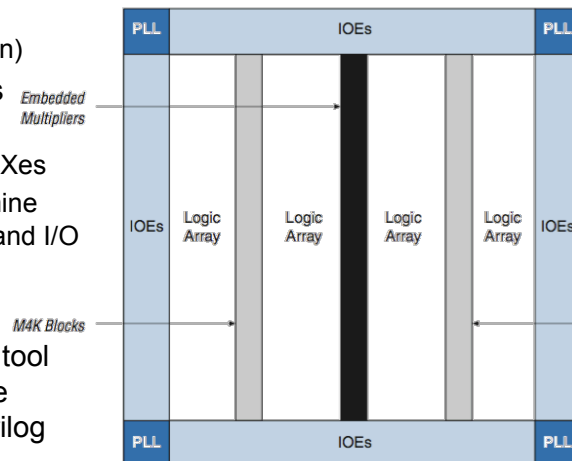 n)
s
Xes
nine
and I/O
tool
e
ilog
Embedded
Multipliers
M4K Blocks
PLL IOEs PLL
IOEs Logic Array Logic Array Logic Array Logic Array IOEs
PLL IOEs PLL